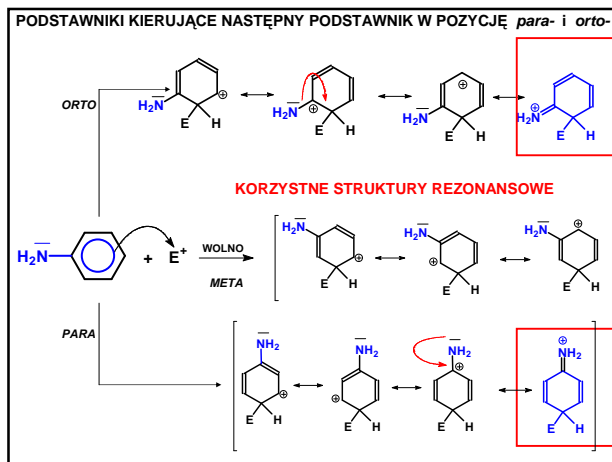 PODSTAWNIKI KIERUJĄCE NASTĘPNY PODSTAWNIK W POZYCJĘ para- i orto-
ORTO
H₂N ⊕ E H
H₂N ⊕ E H
⊕ H₂N E H
H₂N ⊕ E H
KORZYSTNE STRUKTURY REZONANSOWE
H₂N + E⁺ WOLNO
META
H₂N ⊕ E H
H₂N ⊕ E H
H₂N ⊕ E H
PARA
NH₂ ⊕ E H
NH₂ ⊕ E H
NH₂ ⊕ E H
⊕ NH₂ E H